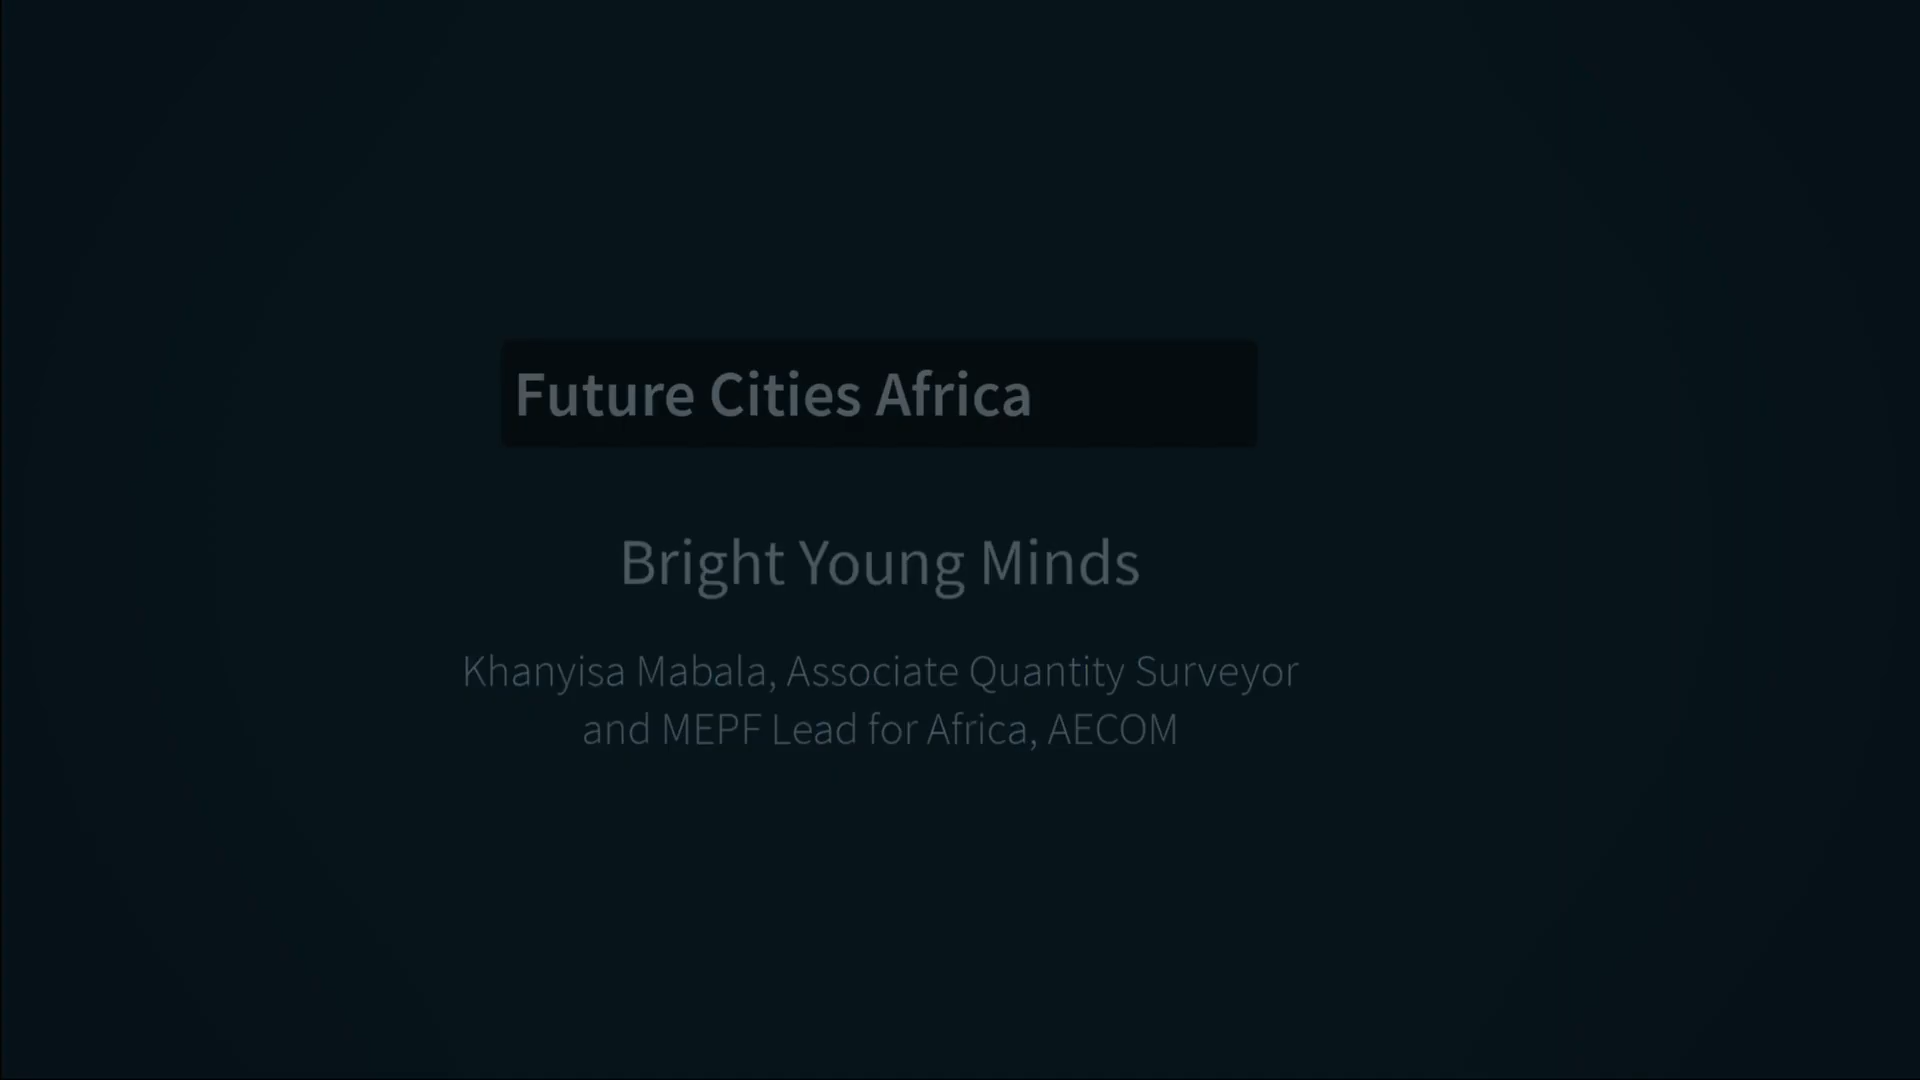 Future Cities Africa
Bright Young Minds
Khanyisa Mabala, Associate Quantity Surveyor
and MEPF Lead for Africa, AECOM